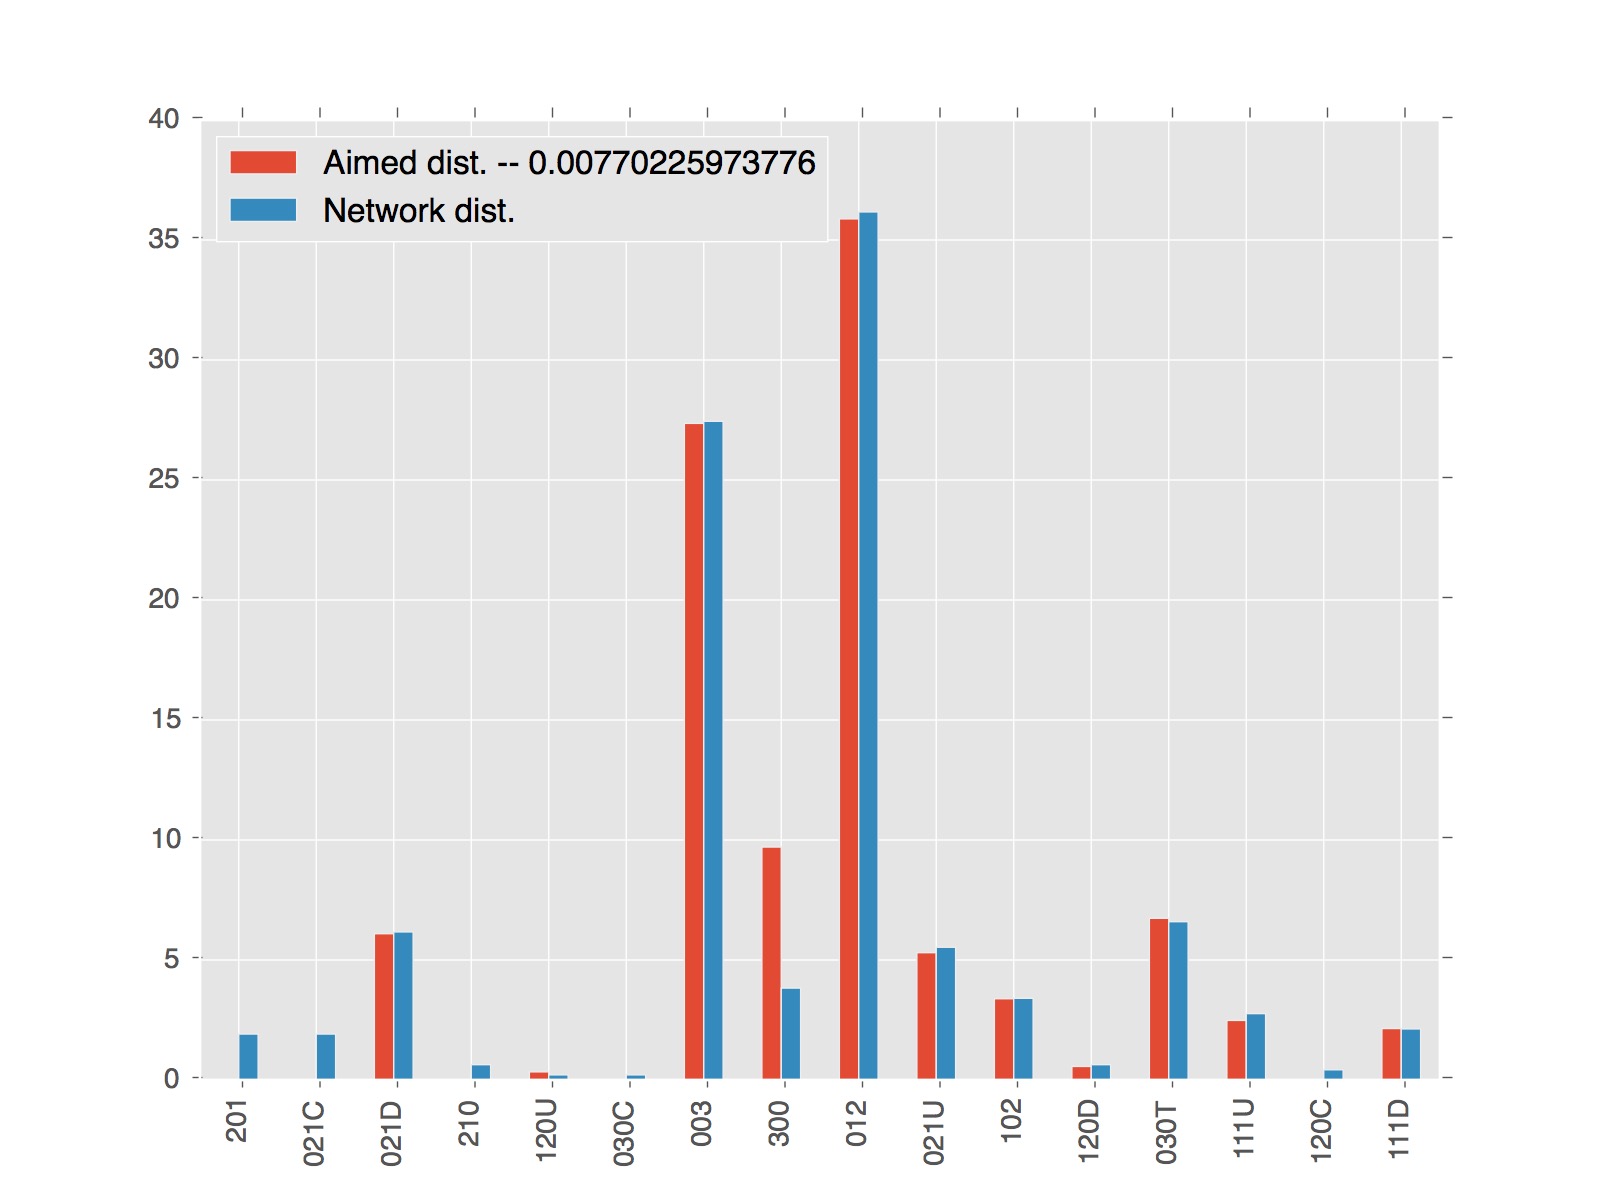 Aimed dist. -- 0.00770225973776
Network dist.
40
35
30
25
20
15
10
5
0
201
021C
021D
210
120U
030C
003
300
012
021U
102
120D
030T
111U
120C
111D